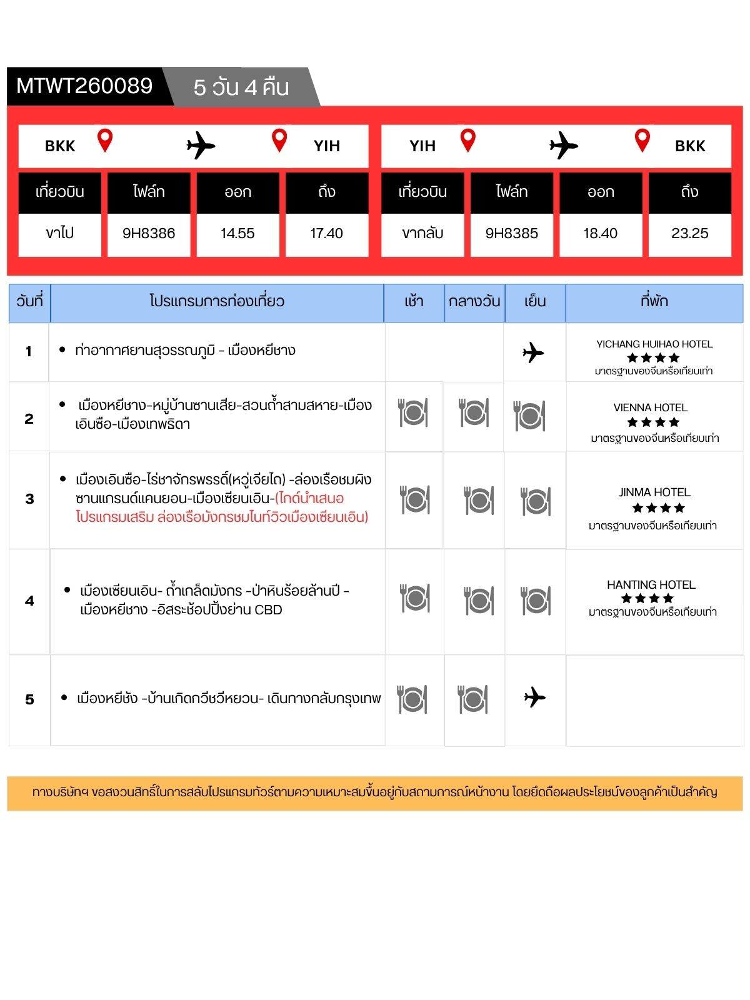 MTWT260089
5 วัน 4 คืน
BKK
YIH
YIH
BKK
เที่ยวบิน
ไฟล์ท
ออก
ถึง
เที่ยวบิน
ไฟล์ท
ออก
ถึง
ขาไป
9H8386
14.55
17.40
ขากลับ
9H8385
18.40
23.25
วันที่
โปรแกรมการท่องเที่ยว
เช้า
กลางวัน
เย็น
ที่พัก
1
ท่าอากาศยานสุวรรณภูมิ - เมืองหยีชาง
YICHANG HUIHAO HOTEL
มาตรฐานของจีนหรือเทียบเท่า
2
เมืองหยีชาง-หมู่บ้านซานเสีย-สวนถ้ำสามสหาย-เมือง
เอินซือ-เมืองเทพธิดา
VIENNA HOTEL
มาตรฐานของจีนหรือเทียบเท่า
3
เมืองเอินซือ-ไร่ชาจักรพรรดิ์(หวู่เจียไถ) -ล่องเรือชมผิง
ซานแกรนด์แคนยอน-เมืองเซียนเอิน-(ไกด์นำเสนอ
โปรแกรมเสริม ล่องเรือมังกรชมไนท์วิวเมืองเซียนเอิน)
JINMA HOTEL
มาตรฐานของจีนหรือเทียบเท่า
4
เมืองเซียนเอิน- ถ้ำเกล็ดมังกร -ป่าหินร้อยล้านปี -
เมืองหยีชาง -อิสระช้อปปิ้งย่าน CBD
HANTING HOTEL
มาตรฐานของจีนหรือเทียบเท่า
5
เมืองหยีชัง -บ้านเกิดกวีชวีหยวน- เดินทางกลับกรุงเทพ
ทางบริษัทฯ ขอสงวนสิทธิ์ในการสลับโปรแกรมทัวร์ตามความเหมาะสมขึ้นอยู่กับสถามการณ์หน้างาน โดยยึดถือผลประโยชน์ของลูกค้าเป็นสำคัญ